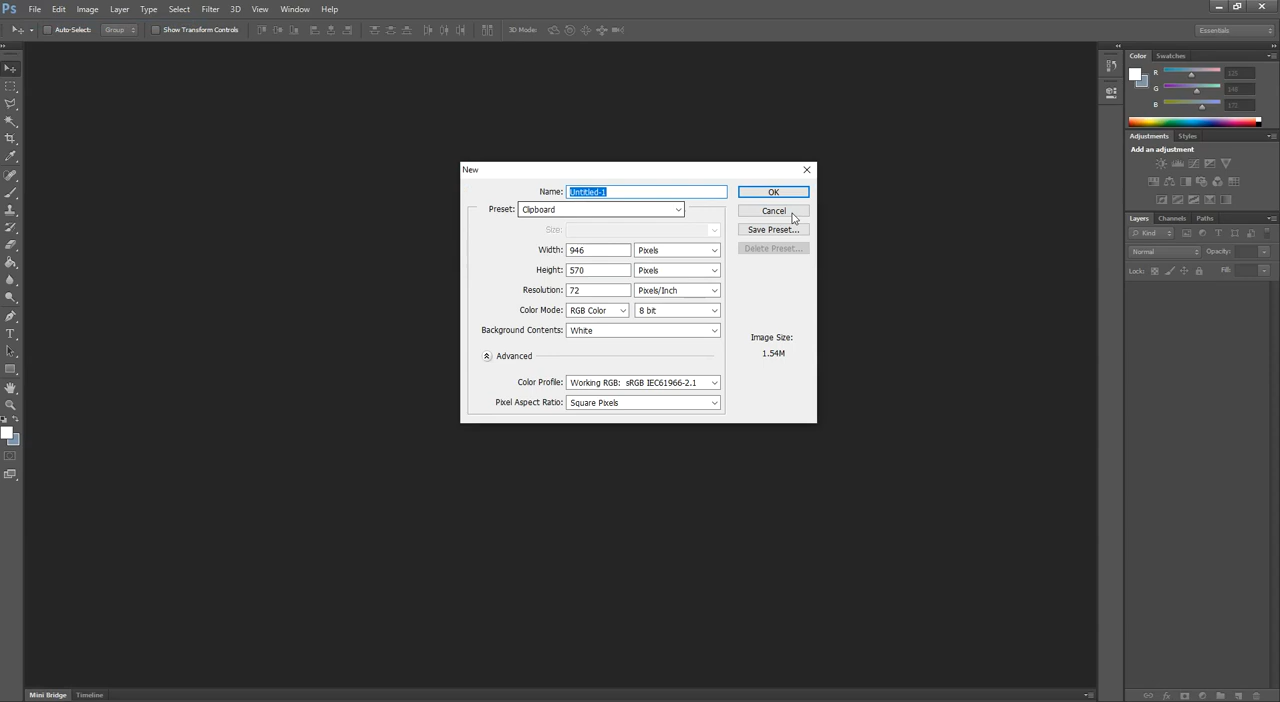 Ps File Edit Image Layer Type Select Filter 3D View Window Help
Auto-Select: Group Show Transform Controls 3D Mode: Essentials
Color Swatches
R 125
G 148
B 172
Adjustments Styles
Add an adjustment
Layers Channels Paths
Kind
Normal Opacity:
Lock: Fill:
New
Name: Untitled-1 OK
Preset: Clipboard Cancel
Size: Save Preset...
Width: 946 Pixels Delete Preset...
Height: 570 Pixels
Resolution: 72 Pixels/Inch
Color Mode: RGB Color 8 bit
Background Contents: White
Image Size:
1.54M
Advanced
Color Profile: Working RGB: sRGB IEC61966-2.1
Pixel Aspect Ratio: Square Pixels
Mini Bridge Timeline